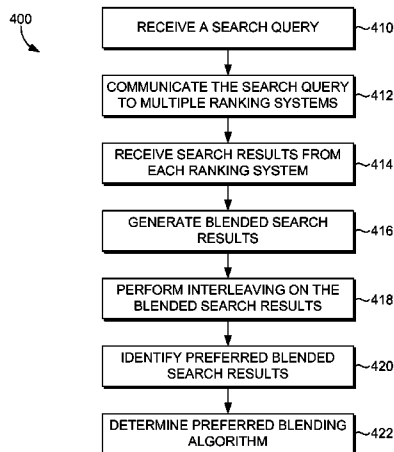 400
RECEIVE A SEARCH QUERY
410
COMMUNICATE THE SEARCH QUERY
TO MULTIPLE RANKING SYSTEMS
412
RECEIVE SEARCH RESULTS FROM
EACH RANKING SYSTEM
414
GENERATE BLENDED SEARCH
RESULTS
416
PERFORM INTERLEAVING ON THE
BLENDED SEARCH RESULTS
418
IDENTIFY PREFERRED BLENDED
SEARCH RESULTS
420
DETERMINE PREFERRED BLENDING
ALGORITHM
422